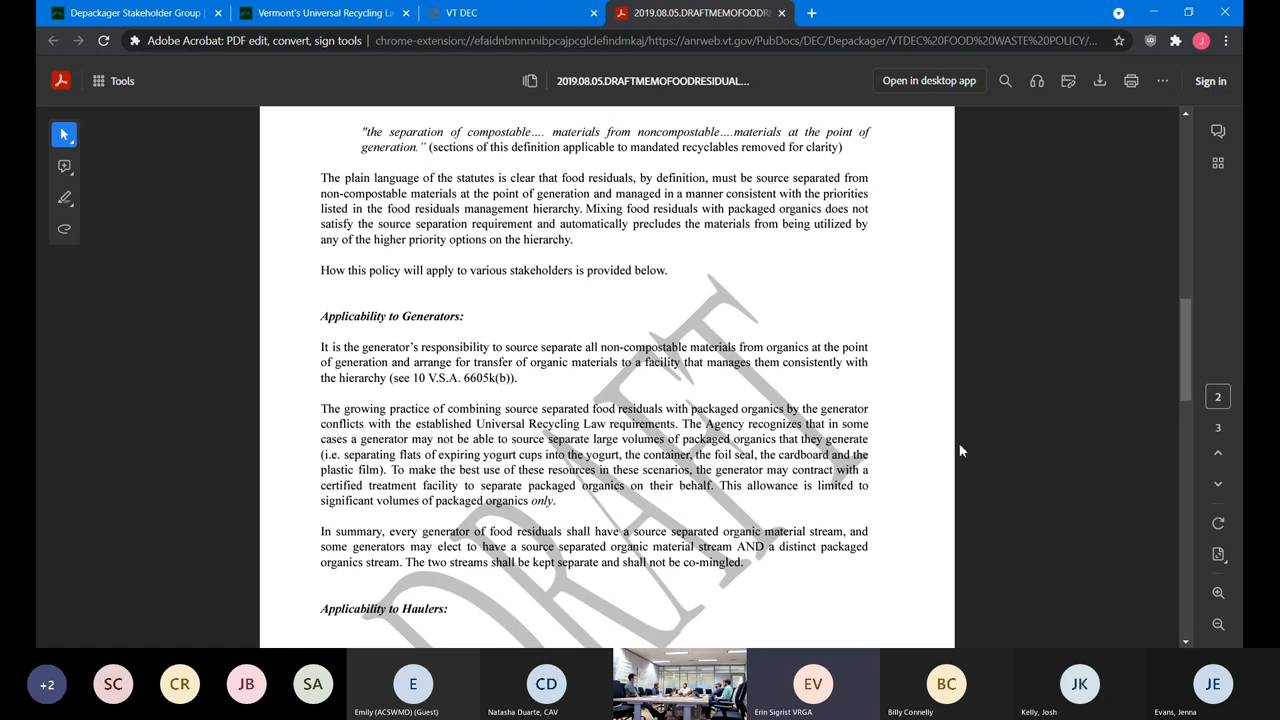 Depackager Stakeholder Group |
Vermont's Universal Recycling La
VT DEC
2019.08.05.DRAFTMEMOFOODR
Adobe Acrobat: PDF edit, convert, sign tools
chrome-extension://efaidnbmnnnibpcajpcglclefindmkaj/https://anrweb.vt.gov/PubDocs/DEC/Depackager/VTDEC%20FOOD%20WASTE%20POLICY/...
J
Tools
2019.08.05.DRAFTMEMOFOODRESIDUAL...
Open in desktop app
Sign in
"the separation of compostable…. materials from noncompostable….materials at the point of
generation." (sections of this definition applicable to mandated recyclables removed for clarity)
The plain language of the statutes is clear that food residuals, by definition, must be source separated from
non-compostable materials at the point of generation and managed in a manner consistent with the priorities
listed in the food residuals management hierarchy. Mixing food residuals with packaged organics does not
satisfy the source separation requirement and automatically precludes the materials from being utilized by
any of the higher priority options on the hierarchy.
How this policy will apply to various stakeholders is provided below.
Applicability to Generators:
It is the generator's responsibility to source separate all non-compostable materials from organics at the point
of generation and arrange for transfer of organic materials to a facility that manages them consistently with
the hierarchy (see 10 V.S.A. 6605k(b)).
The growing practice of combining source separated food residuals with packaged organics by the generator
conflicts with the established Universal Recycling Law requirements. The Agency recognizes that in some
cases a generator may not be able to source separate large volumes of packaged organics that they generate
(i.e. separating flats of expiring yogurt cups into the yogurt, the container, the foil seal, the cardboard and the
plastic film). To make the best use of these resources in these scenarios, the generator may contract with a
certified treatment facility to separate packaged organics on their behalf. This allowance is limited to
significant volumes of packaged organics only.
In summary, every generator of food residuals shall have a source separated organic material stream, and
some generators may elect to have a source separated organic material stream AND a distinct packaged
organics stream. The two streams shall be kept separate and shall not be co-mingled.
Applicability to Haulers:
DRAFT
2
3
+2
SC
CR
JB
SA
E
CD
EV
BC
JK
JE
Emily (ACSWMD) (Guest)
Natasha Duarte, CAV
Erin Sigrist VRGA
Billy Connelly
Kelly, Josh
Evans, Jenna